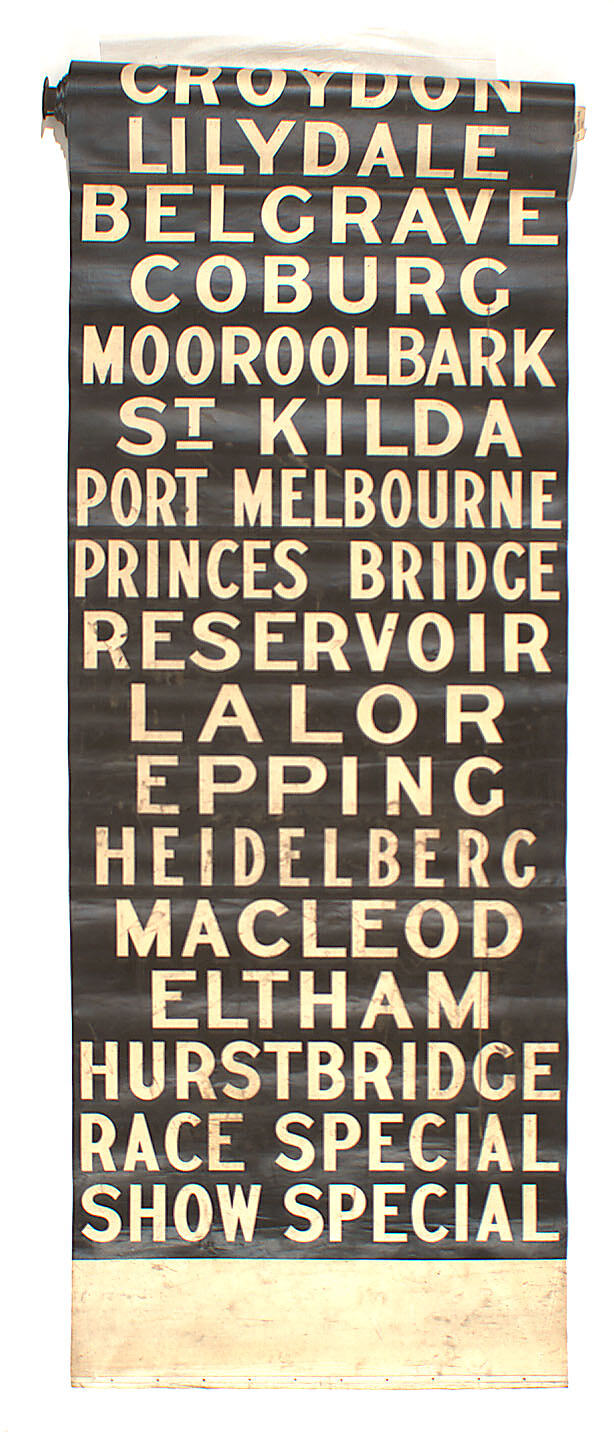 CROYDON
LILYDALE
BELGRAVE
COBURG
MOOROOLBARK
ST KILDA
PORT MELBOURNE
PRINCES BRIDGE
RESERVOIR
LALOR
EPPING
HEIDELBERG
MACLEOD
ELTHAM
HURSTBRIDGE
RACE SPECIAL
SHOW SPECIAL